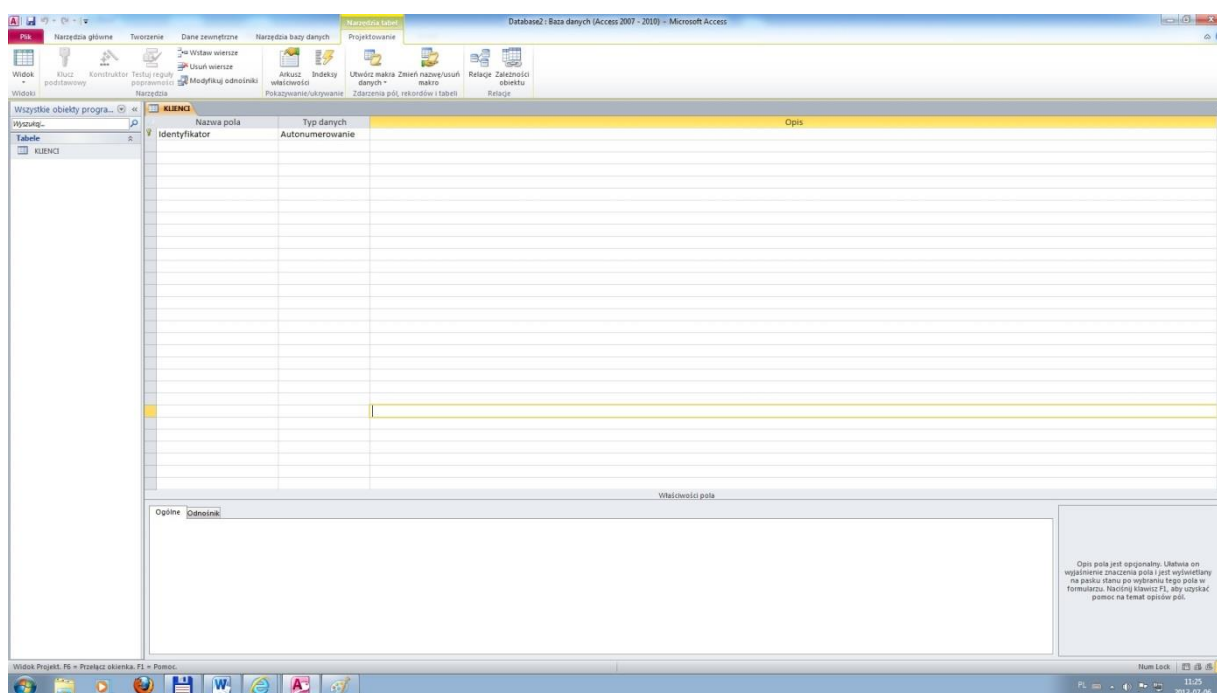 Narzędzia tabel
Database2 : Baza danych (Access 2007 - 2010) - Microsoft Access
Plik Narzędzia główne Tworzenie Dane zewnętrzne Narzędzia bazy danych Projektowanie
Widok
Klucz podstawowy
Konstruktor
Testuj reguły poprawności
Wstaw wiersze
Usuń wiersze
Modyfikuj odnośniki
Arkusz właściwości
Indeksy
Utwórz makra danych
Zmień nazwę/usuń makro
Relacje
Zależności obiektu
Widoki Narzędzia Pokazywanie/ukrywanie Zdarzenia pól, rekordów i tabeli Relacje
Wszystkie obiekty progra...
Wyszukaj...
Tabele
KLIENCI
KLIENCI
Nazwa pola Typ danych Opis
Identyfikator Autonumerowanie
Właściwości pola
Ogólne Odnośnik
Opis pola jest opcjonalny. Ułatwia on
wyjaśnienie znaczenia pola i jest wyświetlany
na pasku stanu po wybraniu tego pola w
formularzu. Naciśnij klawisz F1, aby uzyskać
pomoc na temat opisów pól.
Widok Projekt. F6 = Przełącz okienka. F1 = Pomoc.
Num Lock
PL
11:25
2012-07-06